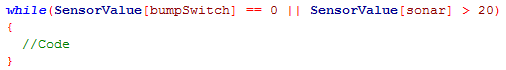 while(SensorValue[bumpSwitch] == 0 || SensorValue[sonar] > 20)
{
  //Code
}